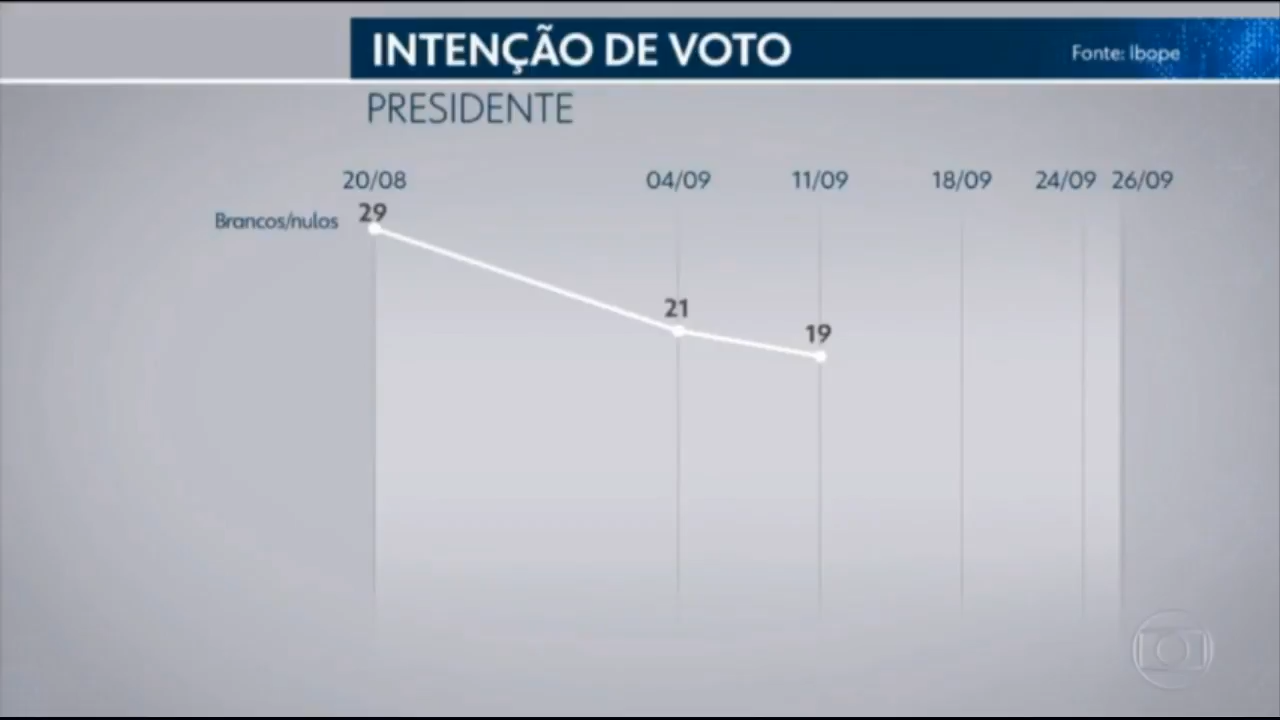 INTENÇÃO DE VOTO
Fonte: Ibope
PRESIDENTE
20/08 04/09 11/09 18/09 24/09 26/09
Brancos/nulos 29
21
19